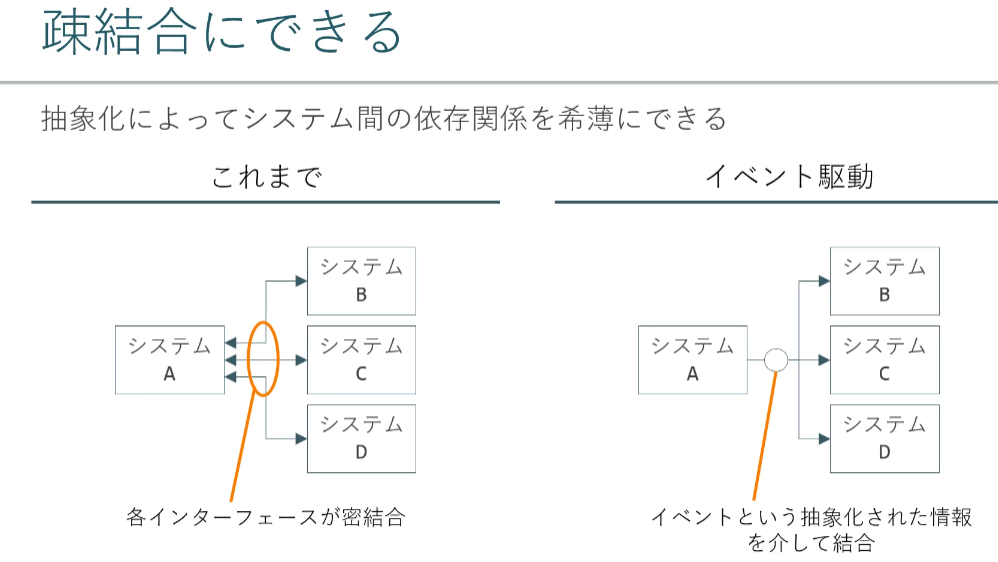 疎結合にできる
抽象化によってシステム間の依存関係を希薄にできる
これまで
システム
A
システム
B
システム
C
システム
D
各インターフェースが密結合
イベント駆動
システム
A
システム
B
システム
C
システム
D
イベントという抽象化された情報
を介して結合